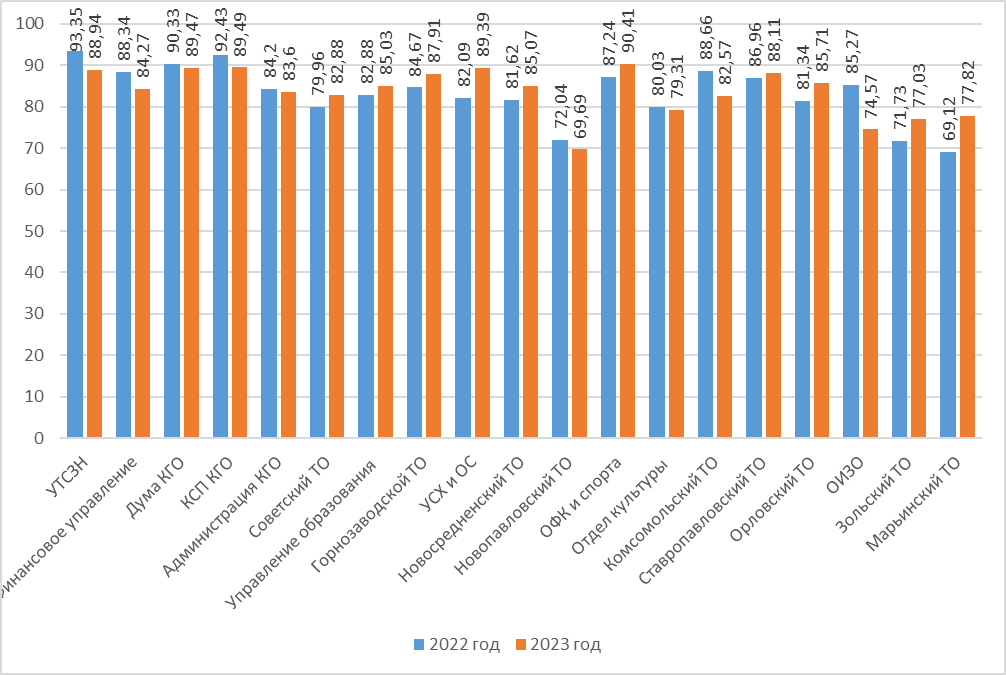 100
90
80
70
60
50
40
30
20
10
0
93,35
88,94
88,34
84,27
90,33
89,47
92,43
89,49
84,2
83,6
79,96
82,88
82,88
85,03
84,67
87,91
82,09
89,39
81,62
85,07
72,04
69,69
87,24
90,41
80,03
79,31
88,66
82,57
86,96
88,11
81,34
85,71
85,27
74,57
71,73
77,03
69,12
77,82
УТСЗН
инансовое управление
Дума КГО
КСП КГО
Администрация КГО
Советский ТО
Управление образования
Горнозаводской ТО
УСХ и ОС
Новосредненский ТО
Новопавловский ТО
ОФК и спорта
Отдел культуры
Комсомольский ТО
Ставропавловский ТО
Орловский ТО
ОИЗО
Зольский ТО
Марьинский ТО
2022 год
2023 год